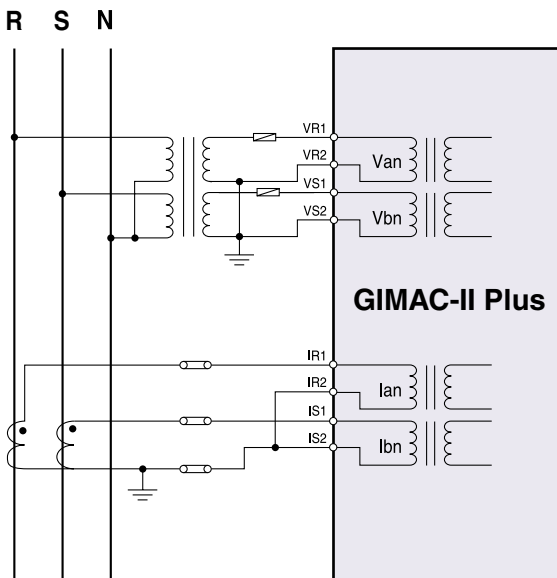 R S N
VR1
VR2
Van
VS1
VS2
Vbn
GIMAC-II Plus
IR1
IR2
Ian
IS1
IS2
Ibn